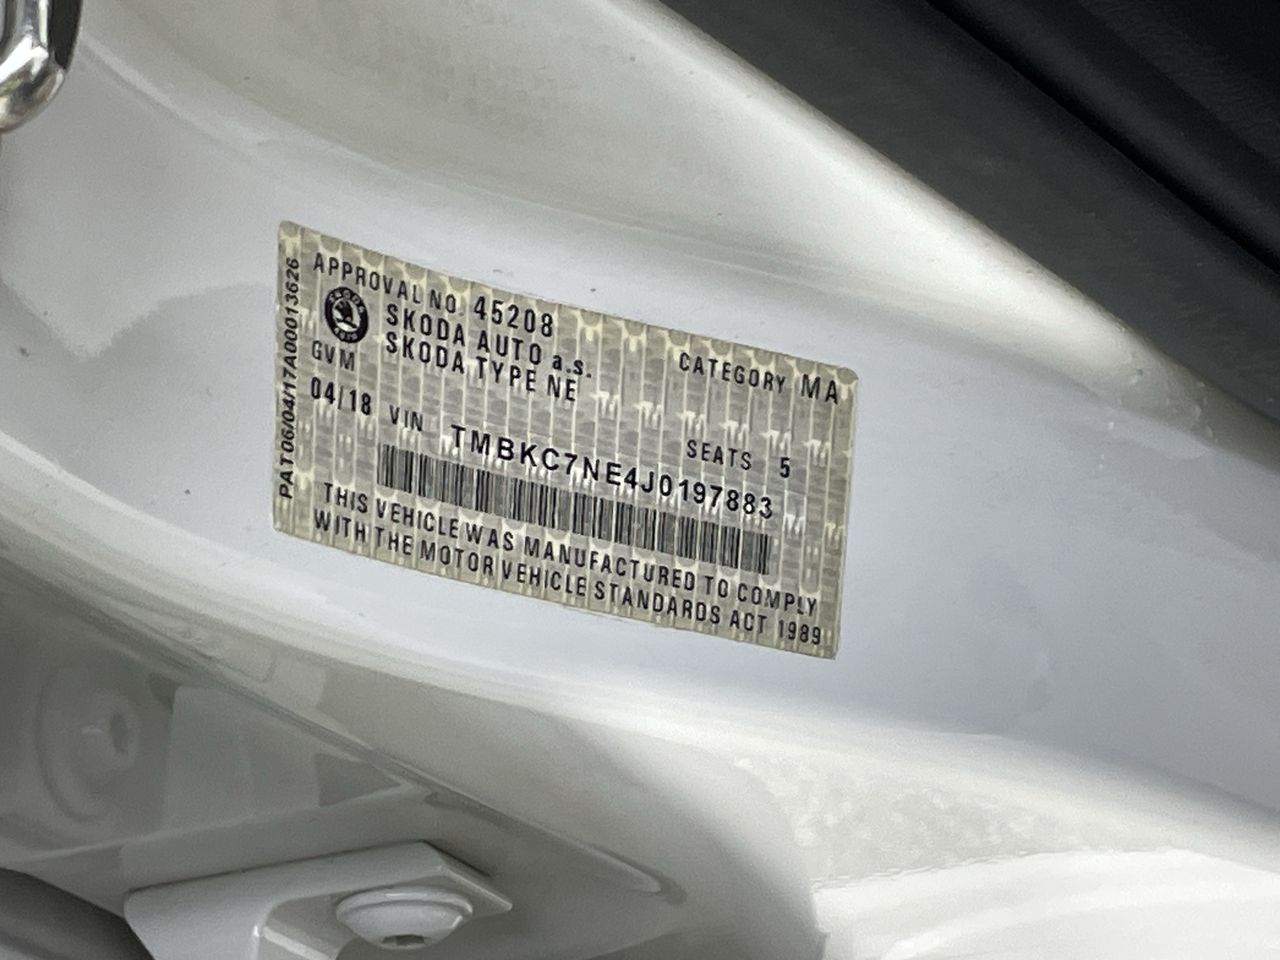 APPROVAL NO. 45208
SKODA AUTO a.s.
CATEGORY MA
SKODA TYPE NE
GVM
SEATS 5
04/18 VIN TMBKC7NE4J0197883
THIS VEHICLE WAS MANUFACTURED TO COMPLY
WITH THE MOTOR VEHICLE STANDARDS ACT 1989
PAT06/04/17A00013626
SKODA